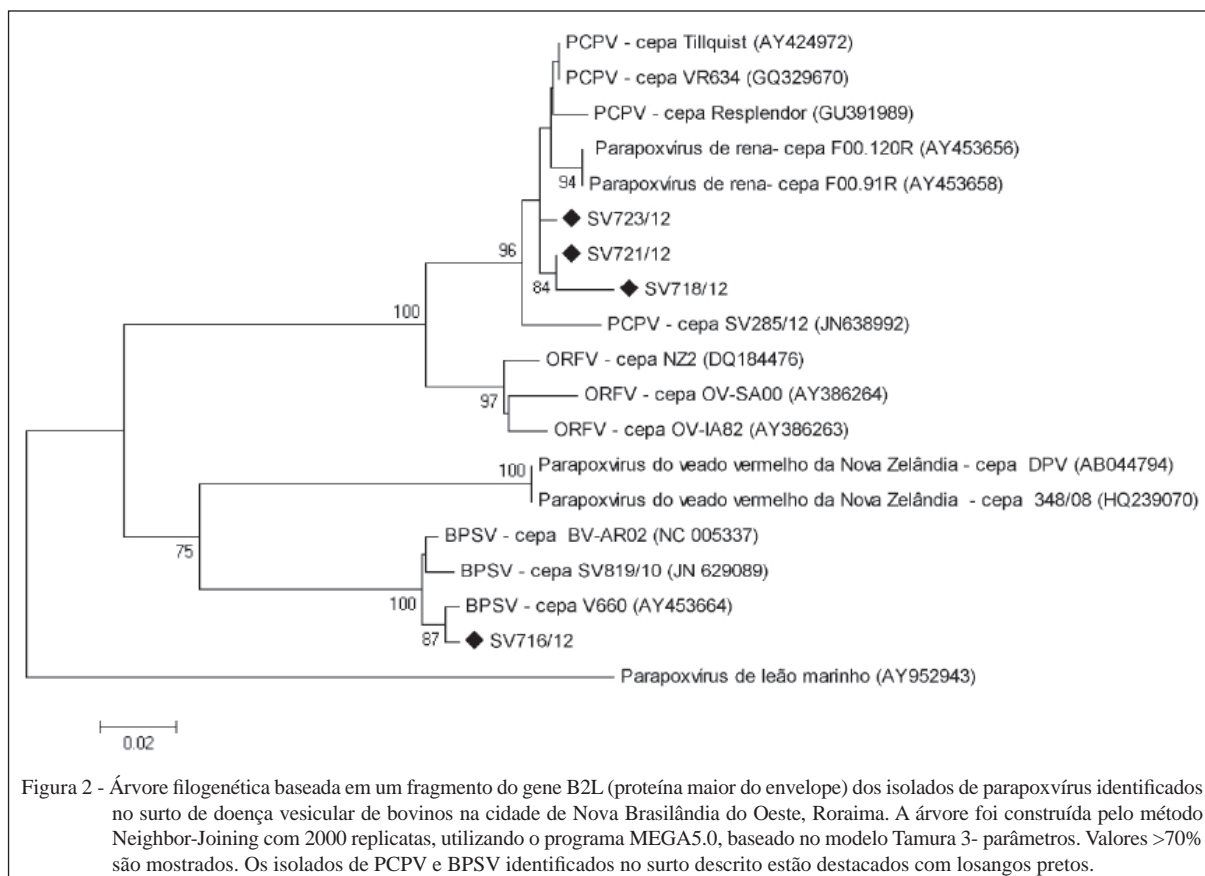 PCPV - cepa Tillquist (AY424972)
PCPV - cepa VR634 (GQ329670)
PCPV - cepa Resplendor (GU391989)
Parapoxvírus de rena- cepa F00.120R (AY453656)
94
Parapoxvírus de rena- cepa F00.91R (AY453658)
SV723/12
96
SV721/12
84
SV718/12
100
PCPV - cepa SV285/12 (JN638992)
ORFV - cepa NZ2 (DQ184476)
97
ORFV - cepa OV-SA00 (AY386264)
ORFV - cepa OV-IA82 (AY386263)
100
Parapoxvirus do veado vermelho da Nova Zelândia - cepa DPV (AB044794)
Parapoxvirus do veado vermelho da Nova Zelândia - cepa 348/08 (HQ239070)
75
BPSV - cepa BV-AR02 (NC 005337)
BPSV - cepa SV819/10 (JN 629089)
100
BPSV - cepa V660 (AY453664)
87
SV716/12
Parapoxvírus de leão marinho (AY952943)
0.02
Figura 2 - Árvore filogenética baseada em um fragmento do gene B2L (proteína maior do envelope) dos isolados de parapoxvírus identificados
no surto de doença vesicular de bovinos na cidade de Nova Brasilândia do Oeste, Roraima. A árvore foi construída pelo método
Neighbor-Joining com 2000 replicatas, utilizando o programa MEGA5.0, baseado no modelo Tamura 3- parâmetros. Valores >70%
são mostrados. Os isolados de PCPV e BPSV identificados no surto descrito estão destacados com losangos pretos.